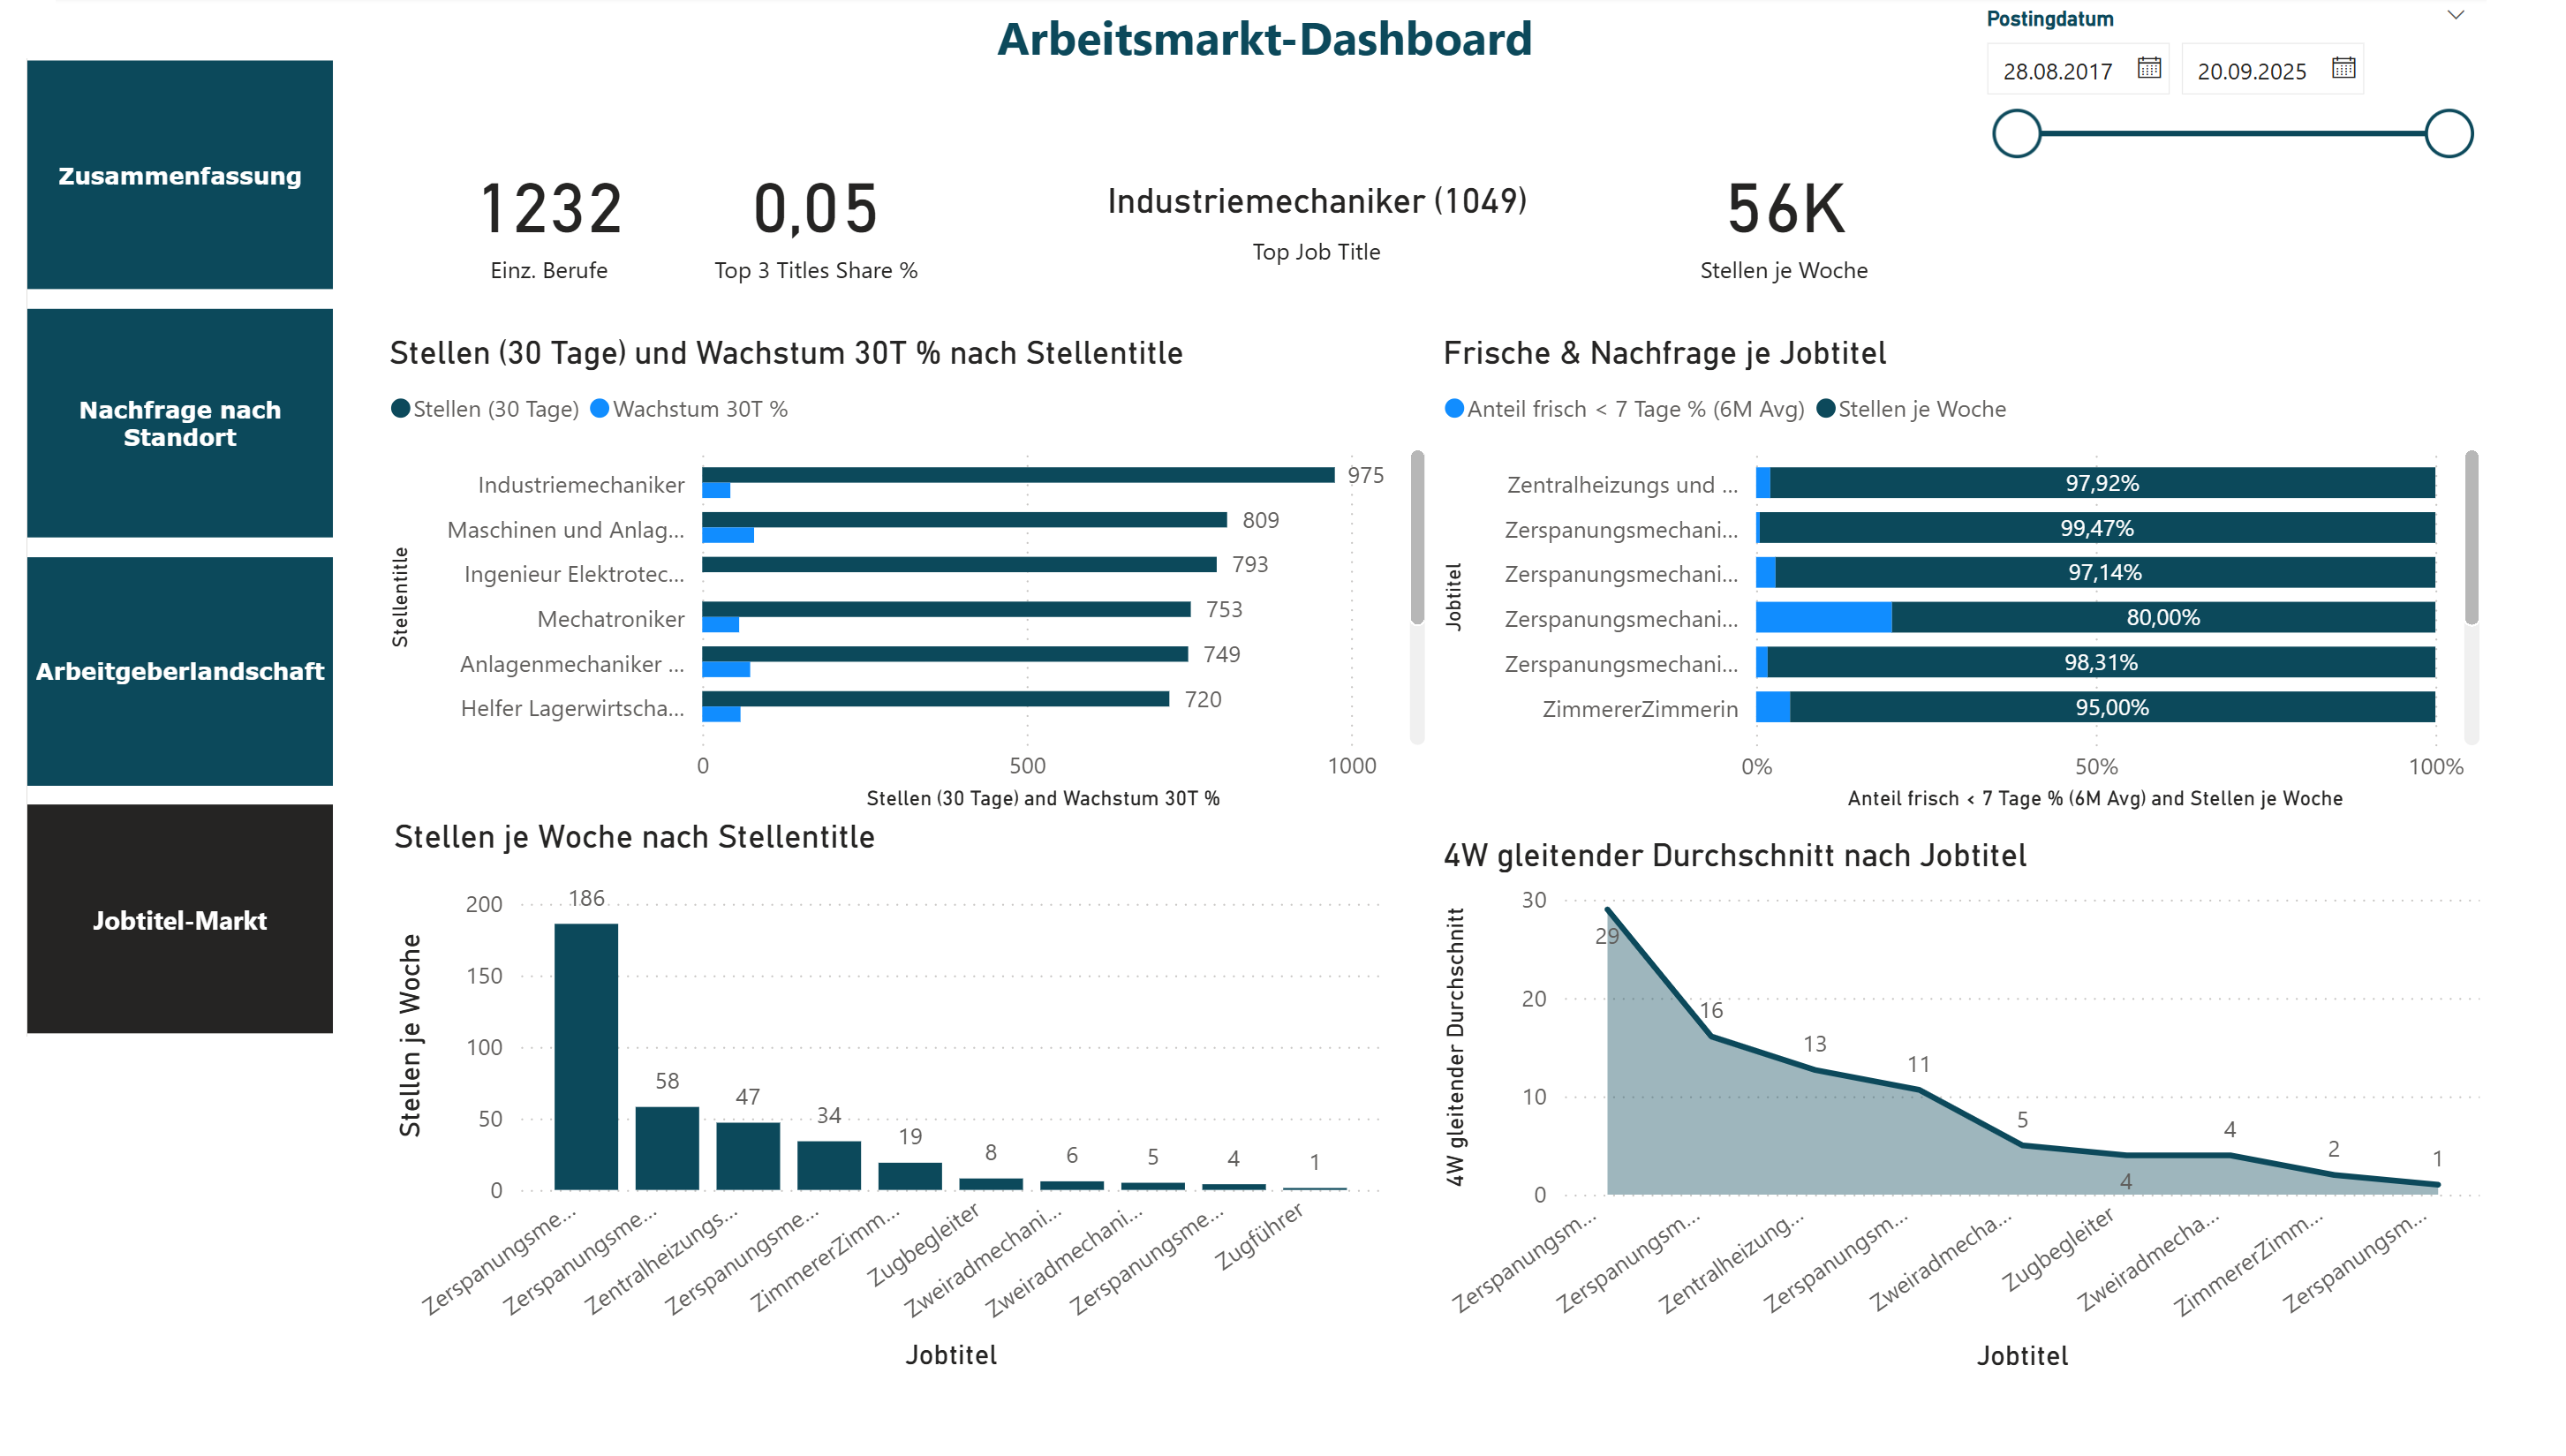 Arbeitsmarkt-Dashboard
Postingdatum
28.08.2017
20.09.2025
Zusammenfassung
Nachfrage nach
Standort
Arbeitgeberlandschaft
Jobtitel-Markt
1232
Einz. Berufe
0,05
Top 3 Titles Share %
Industriemechaniker (1049)
Top Job Title
56K
Stellen je Woche
Stellen (30 Tage) und Wachstum 30T % nach Stellentitle
Stellen (30 Tage) Wachstum 30T %
Stellentitle
Industriemechaniker 975
Maschinen und Anlag... 809
Ingenieur Elektrotec... 793
Mechatroniker 753
Anlagenmechaniker ... 749
Helfer Lagerwirtscha... 720
0 500 1000
Stellen (30 Tage) and Wachstum 30T %
Frische & Nachfrage je Jobtitel
Anteil frisch < 7 Tage % (6M Avg) Stellen je Woche
Jobtitel
Zentralheizungs und ... 97,92%
Zerspanungsmechani... 99,47%
Zerspanungsmechani... 97,14%
Zerspanungsmechani... 80,00%
Zerspanungsmechani... 98,31%
ZimmererZimmerin 95,00%
0% 50% 100%
Anteil frisch < 7 Tage % (6M Avg) and Stellen je Woche
Stellen je Woche nach Stellentitle
Stellen je Woche
200
150
100
50
0
186
58
47
34
19
8
6
5
4
1
Zerspanungsme...
Zerspanungsme...
Zentralheizungs...
Zerspanungsme...
ZimmererZimm...
Zugbegleiter
Zweiradmechani...
Zweiradmechani...
Zerspanungsme...
Zugführer
Jobtitel
4W gleitender Durchschnitt nach Jobtitel
4W gleitender Durchschnitt
30
20
10
0
29
16
13
11
5
4
4
2
1
Zerspanungsm...
Zerspanungsm...
Zentralheizung...
Zerspanungsm...
Zweiradmecha...
Zugbegleiter
Zweiradmecha...
ZimmererZimm...
Zerspanungsm...
Jobtitel